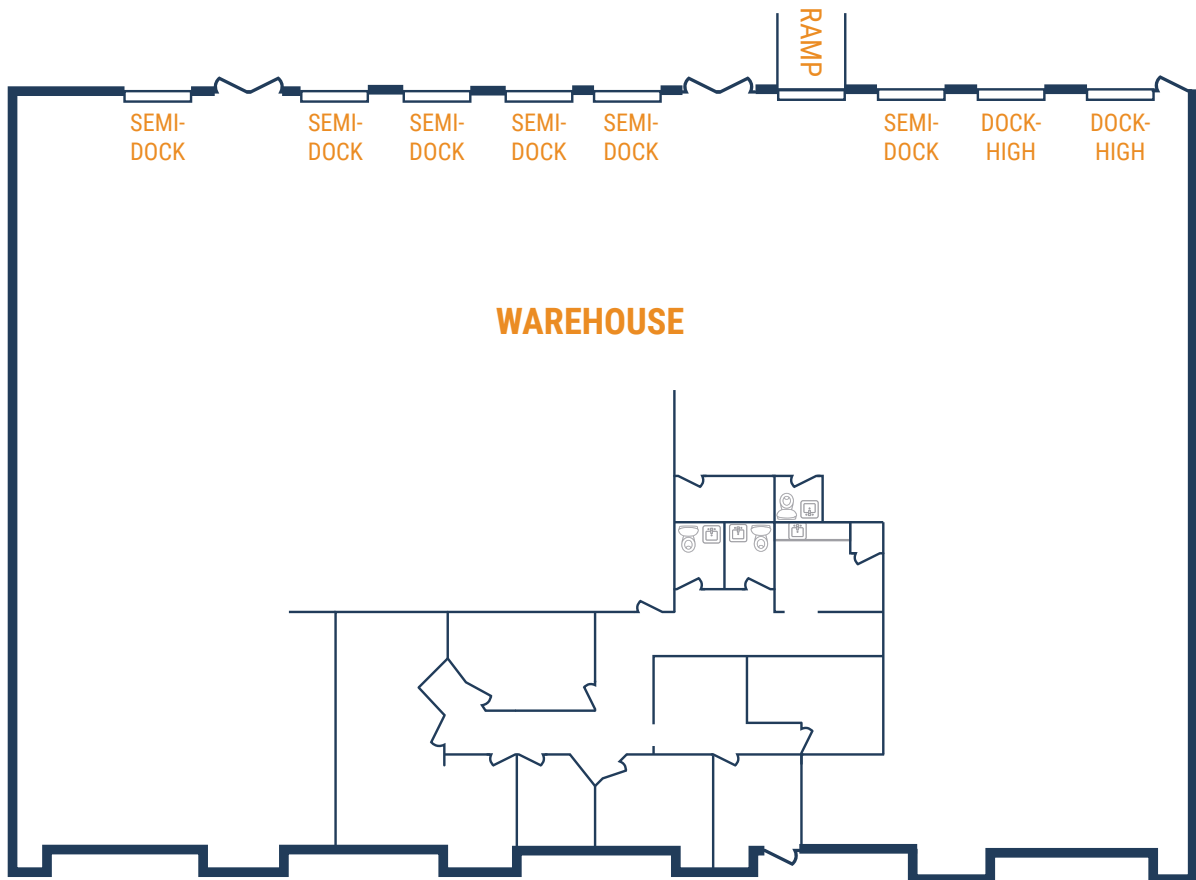 RAMP
SEMI-
DOCK
SEMI-
DOCK
SEMI-
DOCK
SEMI-
DOCK
SEMI-
DOCK
SEMI-
DOCK
DOCK-
HIGH
DOCK-
HIGH
WAREHOUSE